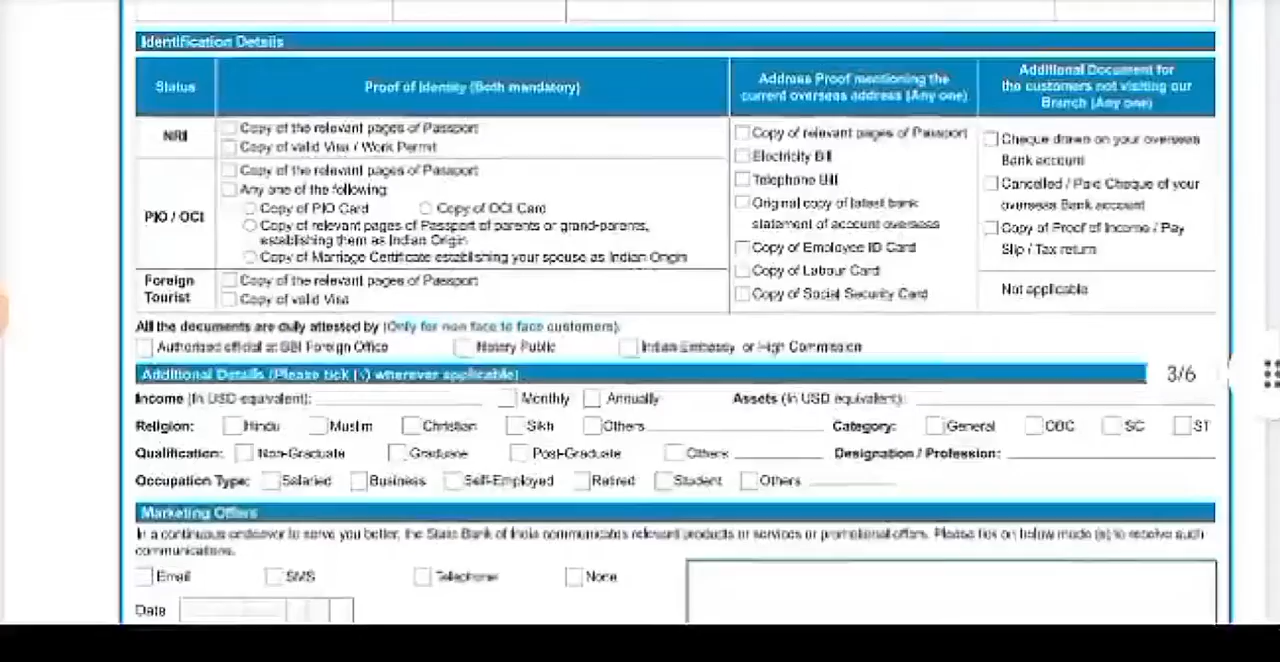 Identification Details
Status
Proof of Identity (Both mandatory)
Address Proof mentioning the
current overseas address (Any one)
Additional Document for
the customers not visiting our
Branch (Any one)
NRI
Copy of the relevant pages of Passport
Copy of valid Visa / Work Permit
PIO / OCI
Copy of the relevant pages of Passport
Any one of the following
Copy of PIO Card Copy of OCI Card
Copy of relevant pages of Passport of parents or grand-parents,
establishing them as Indian Origin
Copy of Marriage Certificate establishing your spouse as Indian Origin
Foreign
Tourist
Copy of the relevant pages of Passport
Copy of valid Visa
Copy of relevant pages of Passport
Electricity Bill
Telephone Bill
Original copy of latest bank
statement of account overseas
Copy of Employee ID Card
Copy of Labour Card
Copy of Social Security Card
Cheque drawn on your overseas
Bank account
Cancelled / Paid Cheque of your
overseas Bank account
Copy of Proof of Income / Pay
Slip / Tax return
Not applicable
All the documents are duly attested by (Only for non face to face customers).
Authorised official at SBI Foreign Office Notary Public Indian Embassy or High Commission
Additional Details (Please tick (√) wherever applicable)
3/6
Income (In USD equivalent): Monthly Annually Assets (In USD equivalent):
Religion: Hindu Muslim Christian Sikh Others Category: General OBC SC ST
Qualification: Non-Graduate Graduate Post-Graduate Others Designation / Profession:
Occupation Type: Salaried Business Self-Employed Retired Student Others
Marketing Offers
In a continuous endeavor to serve you better, the State Bank of India communicates relevant products or services or promotional offers. Please tick on below mode (s) to receive such
communications.
Email SMS Telephone None
Date